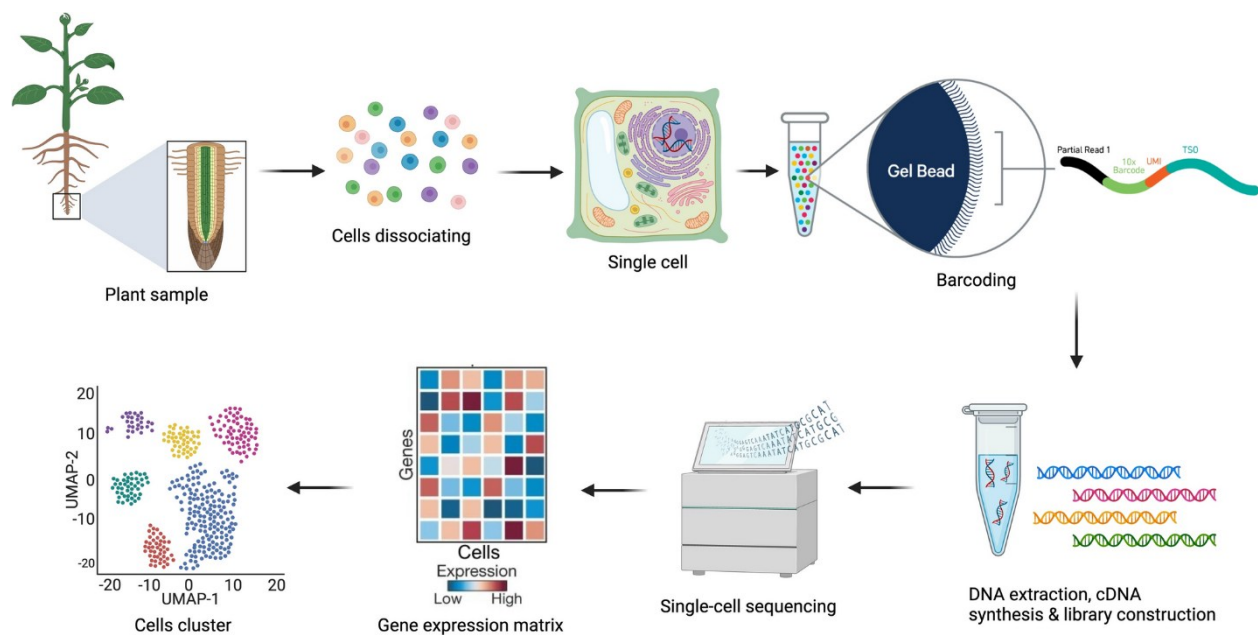 Plant sample
Cells dissociating
Single cell
Gel Bead
Barcoding
Partial Read 1
10x
Barcode
UMI
TSO
DNA extraction, cDNA
synthesis & library construction
Single-cell sequencing
Genes
Cells
Expression
Low High
Gene expression matrix
20
10
0
-10
-20
UMAP-2
-20 -10 0 10 20
UMAP-1
Cells cluster